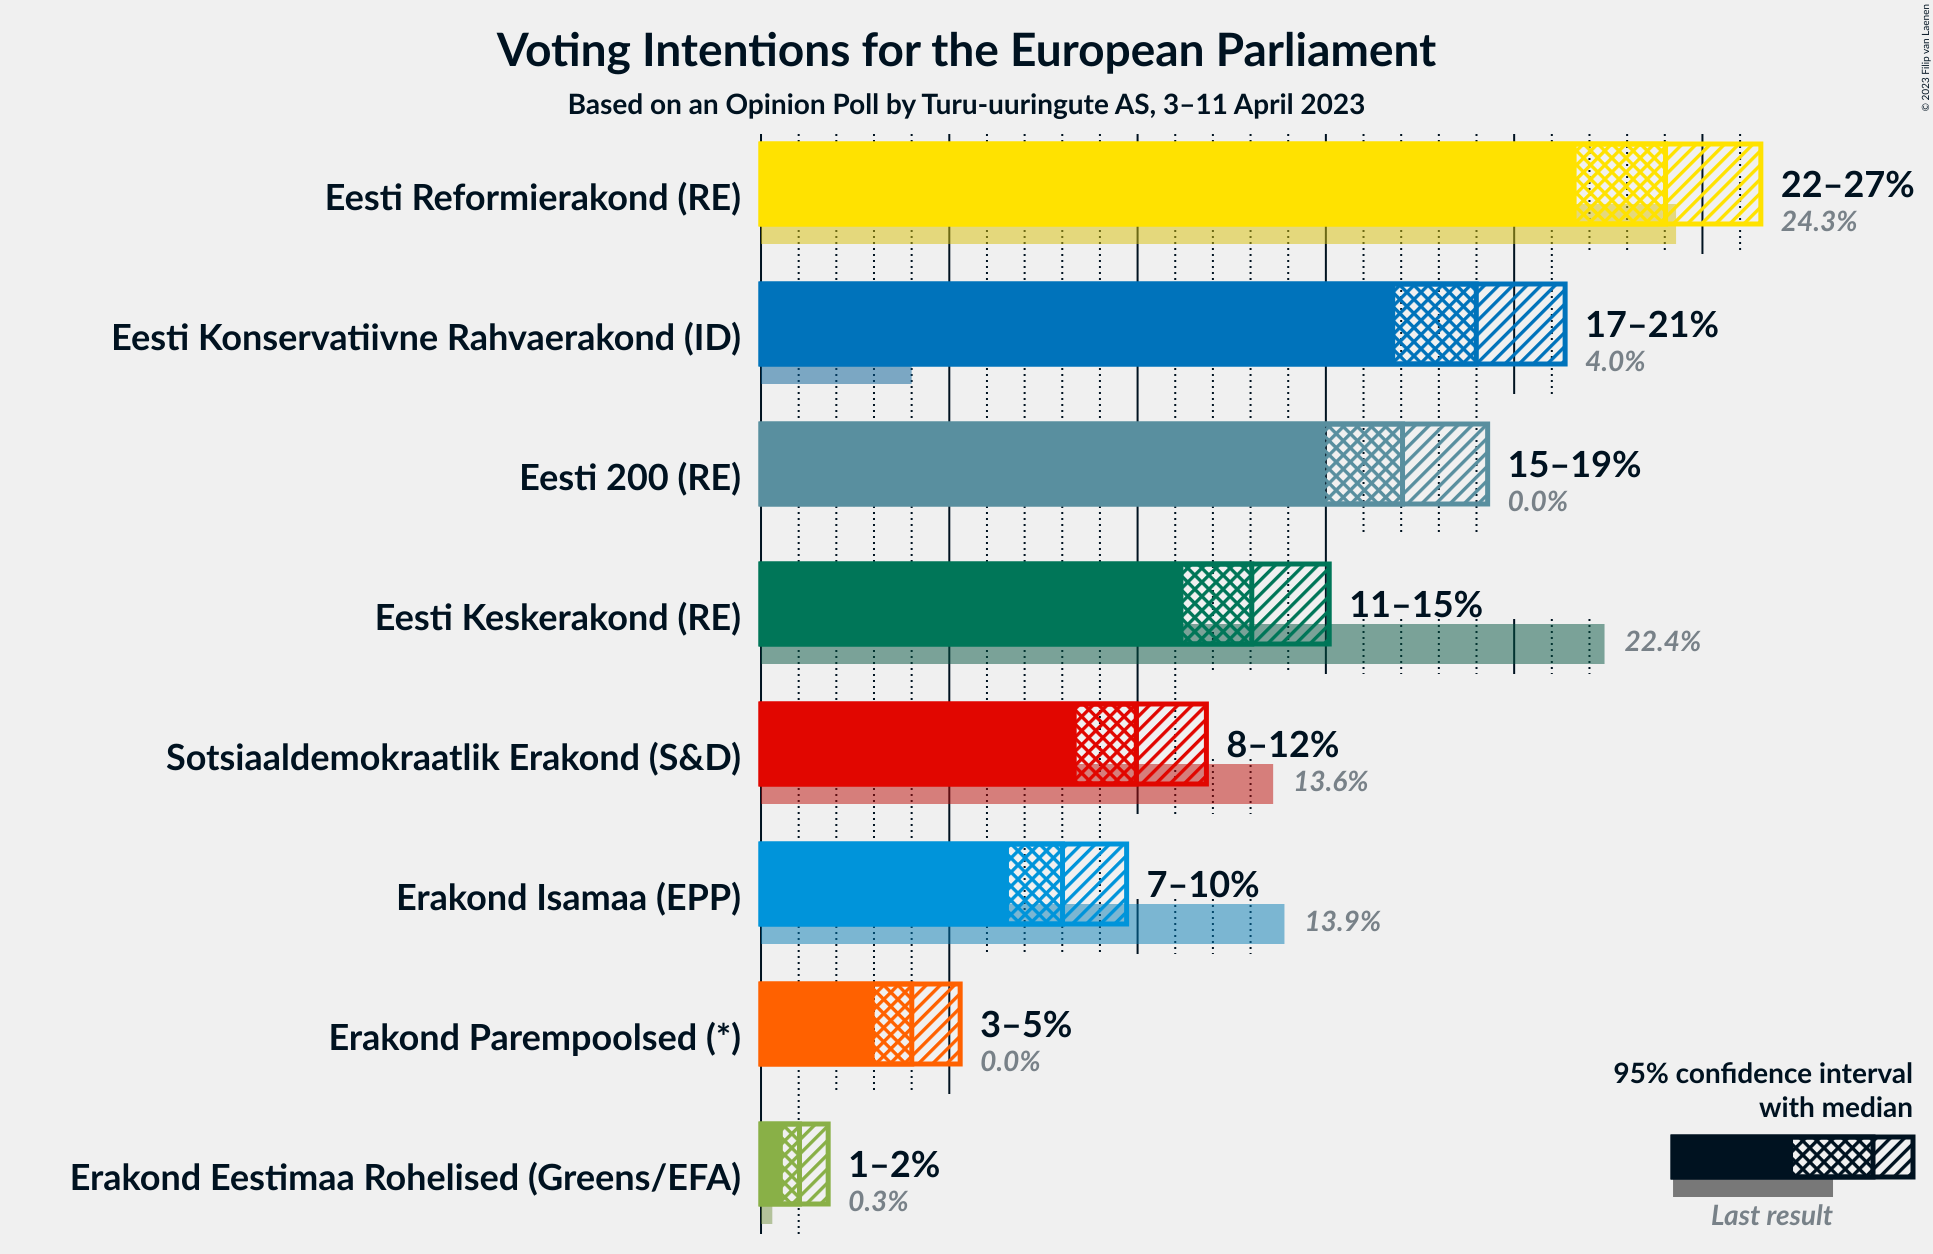 Voting Intentions for the European Parliament
Based on an Opinion Poll by Turu-uuringute AS, 3–11 April 2023
© 2023 Filip van Laenen
Eesti Reformierakond (RE)
22–27%
24.3%
Eesti Konservatiivne Rahvaerakond (ID)
17–21%
4.0%
Eesti 200 (RE)
15–19%
0.0%
Eesti Keskerakond (RE)
11–15%
22.4%
Sotsiaaldemokraatlik Erakond (S&D)
8–12%
13.6%
Erakond Isamaa (EPP)
7–10%
13.9%
Erakond Parempoolsed (*)
3–5%
0.0%
Erakond Eestimaa Rohelised (Greens/EFA)
1–2%
0.3%
95% confidence interval
with median
Last result